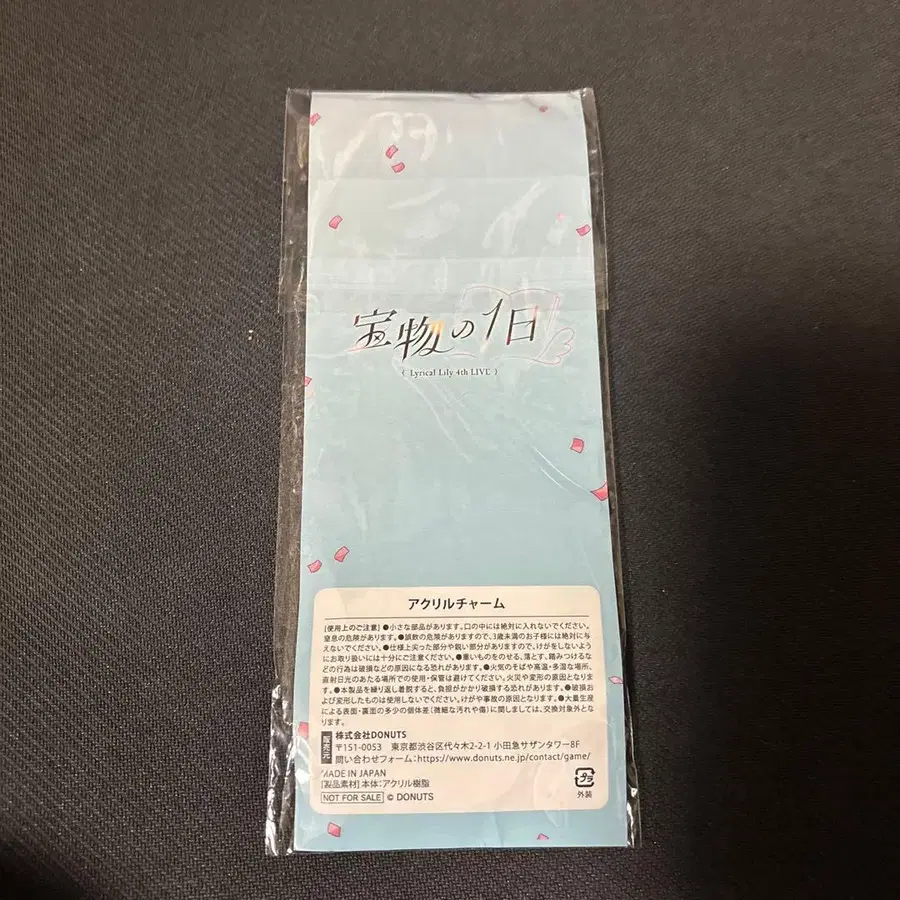 宝物の1日
( Lyrical Lily 4th LIVE )
アクリルチャーム
[使用上のご注意] ●小さな部品があります。口の中には絶対に入れないでください。
窒息の危険があります。●誤飲の危険がありますので、3歳未満のお子様には絶対に与
えないでください。●仕様上尖った部分や鋭い部分がありますので、けがをしないよう
にお取り扱いには十分にご注意ください。●重いものをのせる、落とす、踏みつけるな
どの行為は破損などの原因になる恐れがあります。●火気のそばや高温・多湿な場所、
直射日光のあたる場所での使用・保管は避けてください。火災や変形の原因となりま
す。●本製品を繰り返し着脱すると、負担がかかり破損する恐れがあります。●破損お
よび変形したものは使用しないでください。けがや事故の原因となります。●大量生産
による表面・裏面の多少の個体差(微細な汚れや傷)に関しましては、交換対象外とな
ります。
販売元 株式会社DONUTS
〒151-0053 東京都渋谷区代々木2-2-1 小田急サザンタワー8F
問い合わせフォーム:https://www.donuts.ne.jp/contact/game/
MADE IN JAPAN
[製品素材] 本体:アクリル樹脂
NOT FOR SALE © DONUTS
プラ
外装